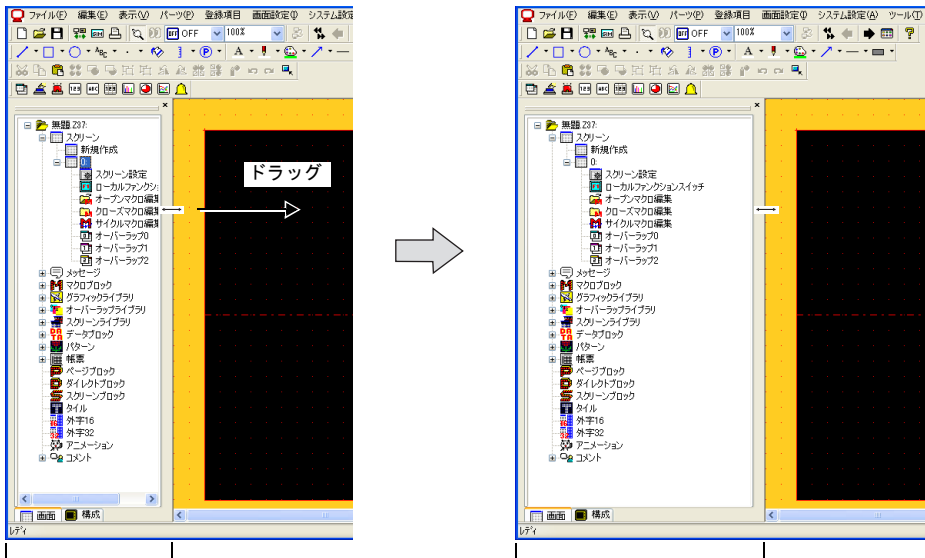 ファイル(F) 編集(E) 表示(V) パーツ(P) 登録項目 画面設定(I) システム設定
OFF 100%
無題 Z37:
スクリーン
新規作成
0:
スクリーン設定
ローカルファンクシ
オープンマクロ編集
クローズマクロ編集
サイクルマクロ編集
オーバーラップ0
オーバーラップ1
オーバーラップ2
メッセージ
マクロブロック
グラフィックライブラリ
オーバーラップライブラリ
スクリーンライブラリ
データブロック
パターン
帳票
ページブロック
ダイレクトブロック
スクリーンブロック
タイル
外字16
外字32
アニメーション
コメント
画面 構成
レディ
ドラッグ
ファイル(F) 編集(E) 表示(V) パーツ(P) 登録項目 画面設定(I) システム設定(A) ツール(T)
OFF 100%
無題 Z37:
スクリーン
新規作成
0:
スクリーン設定
ローカルファンクションスイッチ
オープンマクロ編集
クローズマクロ編集
サイクルマクロ編集
オーバーラップ0
オーバーラップ1
オーバーラップ2
メッセージ
マクロブロック
グラフィックライブラリ
オーバーラップライブラリ
スクリーンライブラリ
データブロック
パターン
帳票
ページブロック
ダイレクトブロック
スクリーンブロック
タイル
外字16
外字32
アニメーション
コメント
画面 構成
レディ